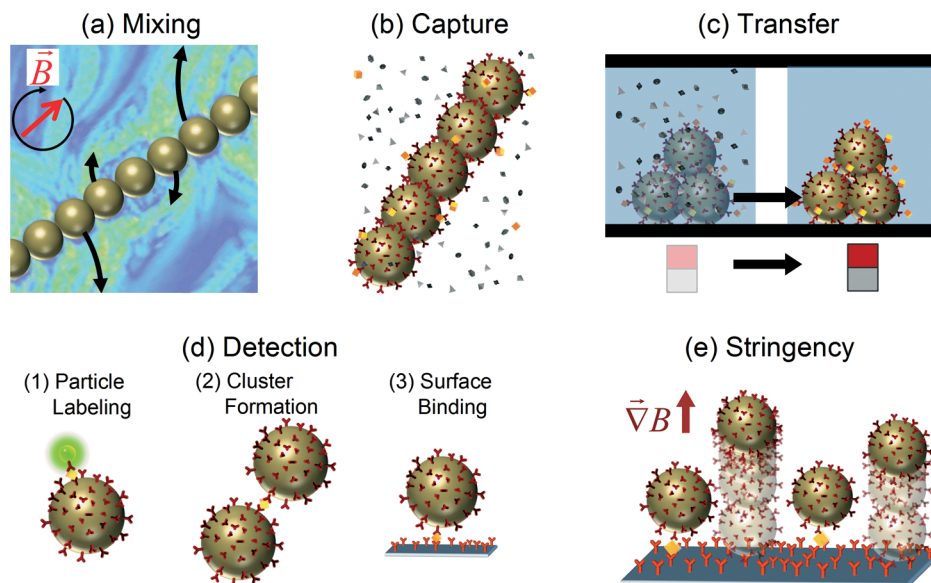 (a) Mixing
B
(b) Capture
(c) Transfer
(d) Detection
(1) Particle
Labeling
(2) Cluster
Formation
(3) Surface
Binding
(e) Stringency
∇B